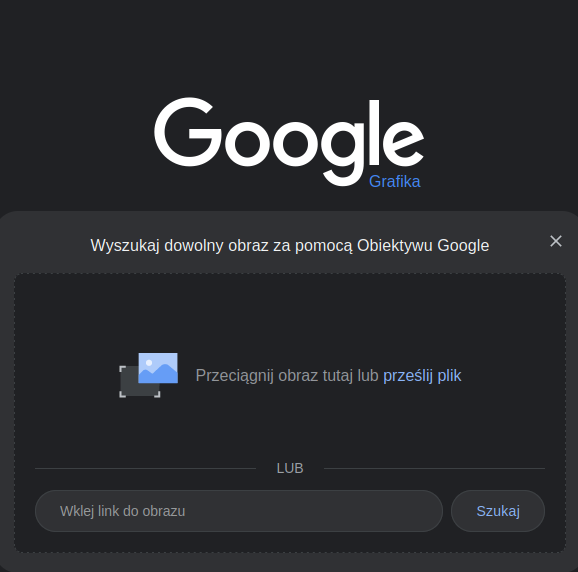 Google
Grafika
Wyszukaj dowolny obraz za pomocą Obiektywu Google
Przeciągnij obraz tutaj lub prześlij plik
LUB
Wklej link do obrazu
Szukaj